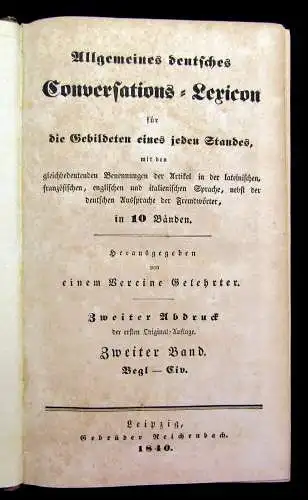 Allgemeines deutsches
Conversations-Lexicon
für
die Gebildeten eines jeden Standes,
mit den
gleichbedeutenden Benennungen der Artikel in der lateinischen,
französischen, englischen und italienischen Sprache, nebst der
deutschen Aussprache der Fremdwörter,
in 10 Bänden.
Herausgegeben
von
einem Vereine Gelehrter.
Zweiter Abdruck
der ersten Original-Auflage.
Zweiter Band.
Begl — Civ.
Leipzig,
Gebrüder Reichenbach.
1840.